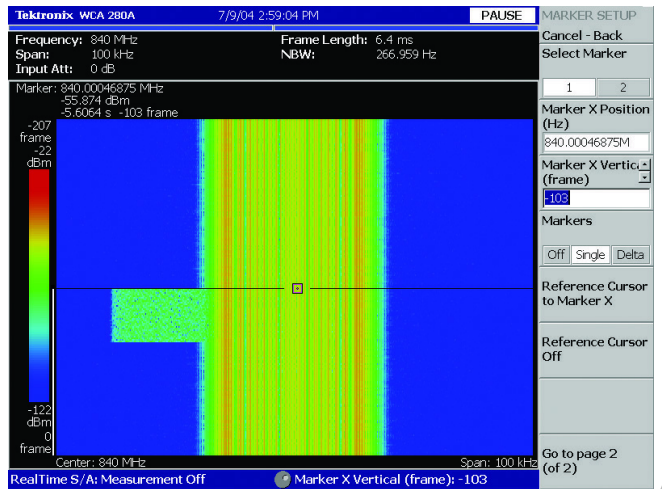 Tektronix WCA 280A 7/9/04 2:59:04 PM PAUSE
Frequency: 840 MHz Frame Length: 6.4 ms
Span: 100 kHz NBW: 266.959 Hz
Input Att: 0 dB
Marker: 840.00046875 MHz
-55.874 dBm
-5.6064 s -103 frame
-207
frame
-22
dBm
-122
dBm
0
frame
Center: 840 MHz Span: 100 kHz
RealTime S/A: Measurement Off Marker X Vertical (frame): -103
MARKER SETUP
Cancel - Back
Select Marker
1 2
Marker X Position
(Hz)
840.00046875M
Marker X Vertic
(frame)
-103
Markers
Off Single Delta
Reference Cursor
to Marker X
Reference Cursor
Off
Go to page 2
(of 2)